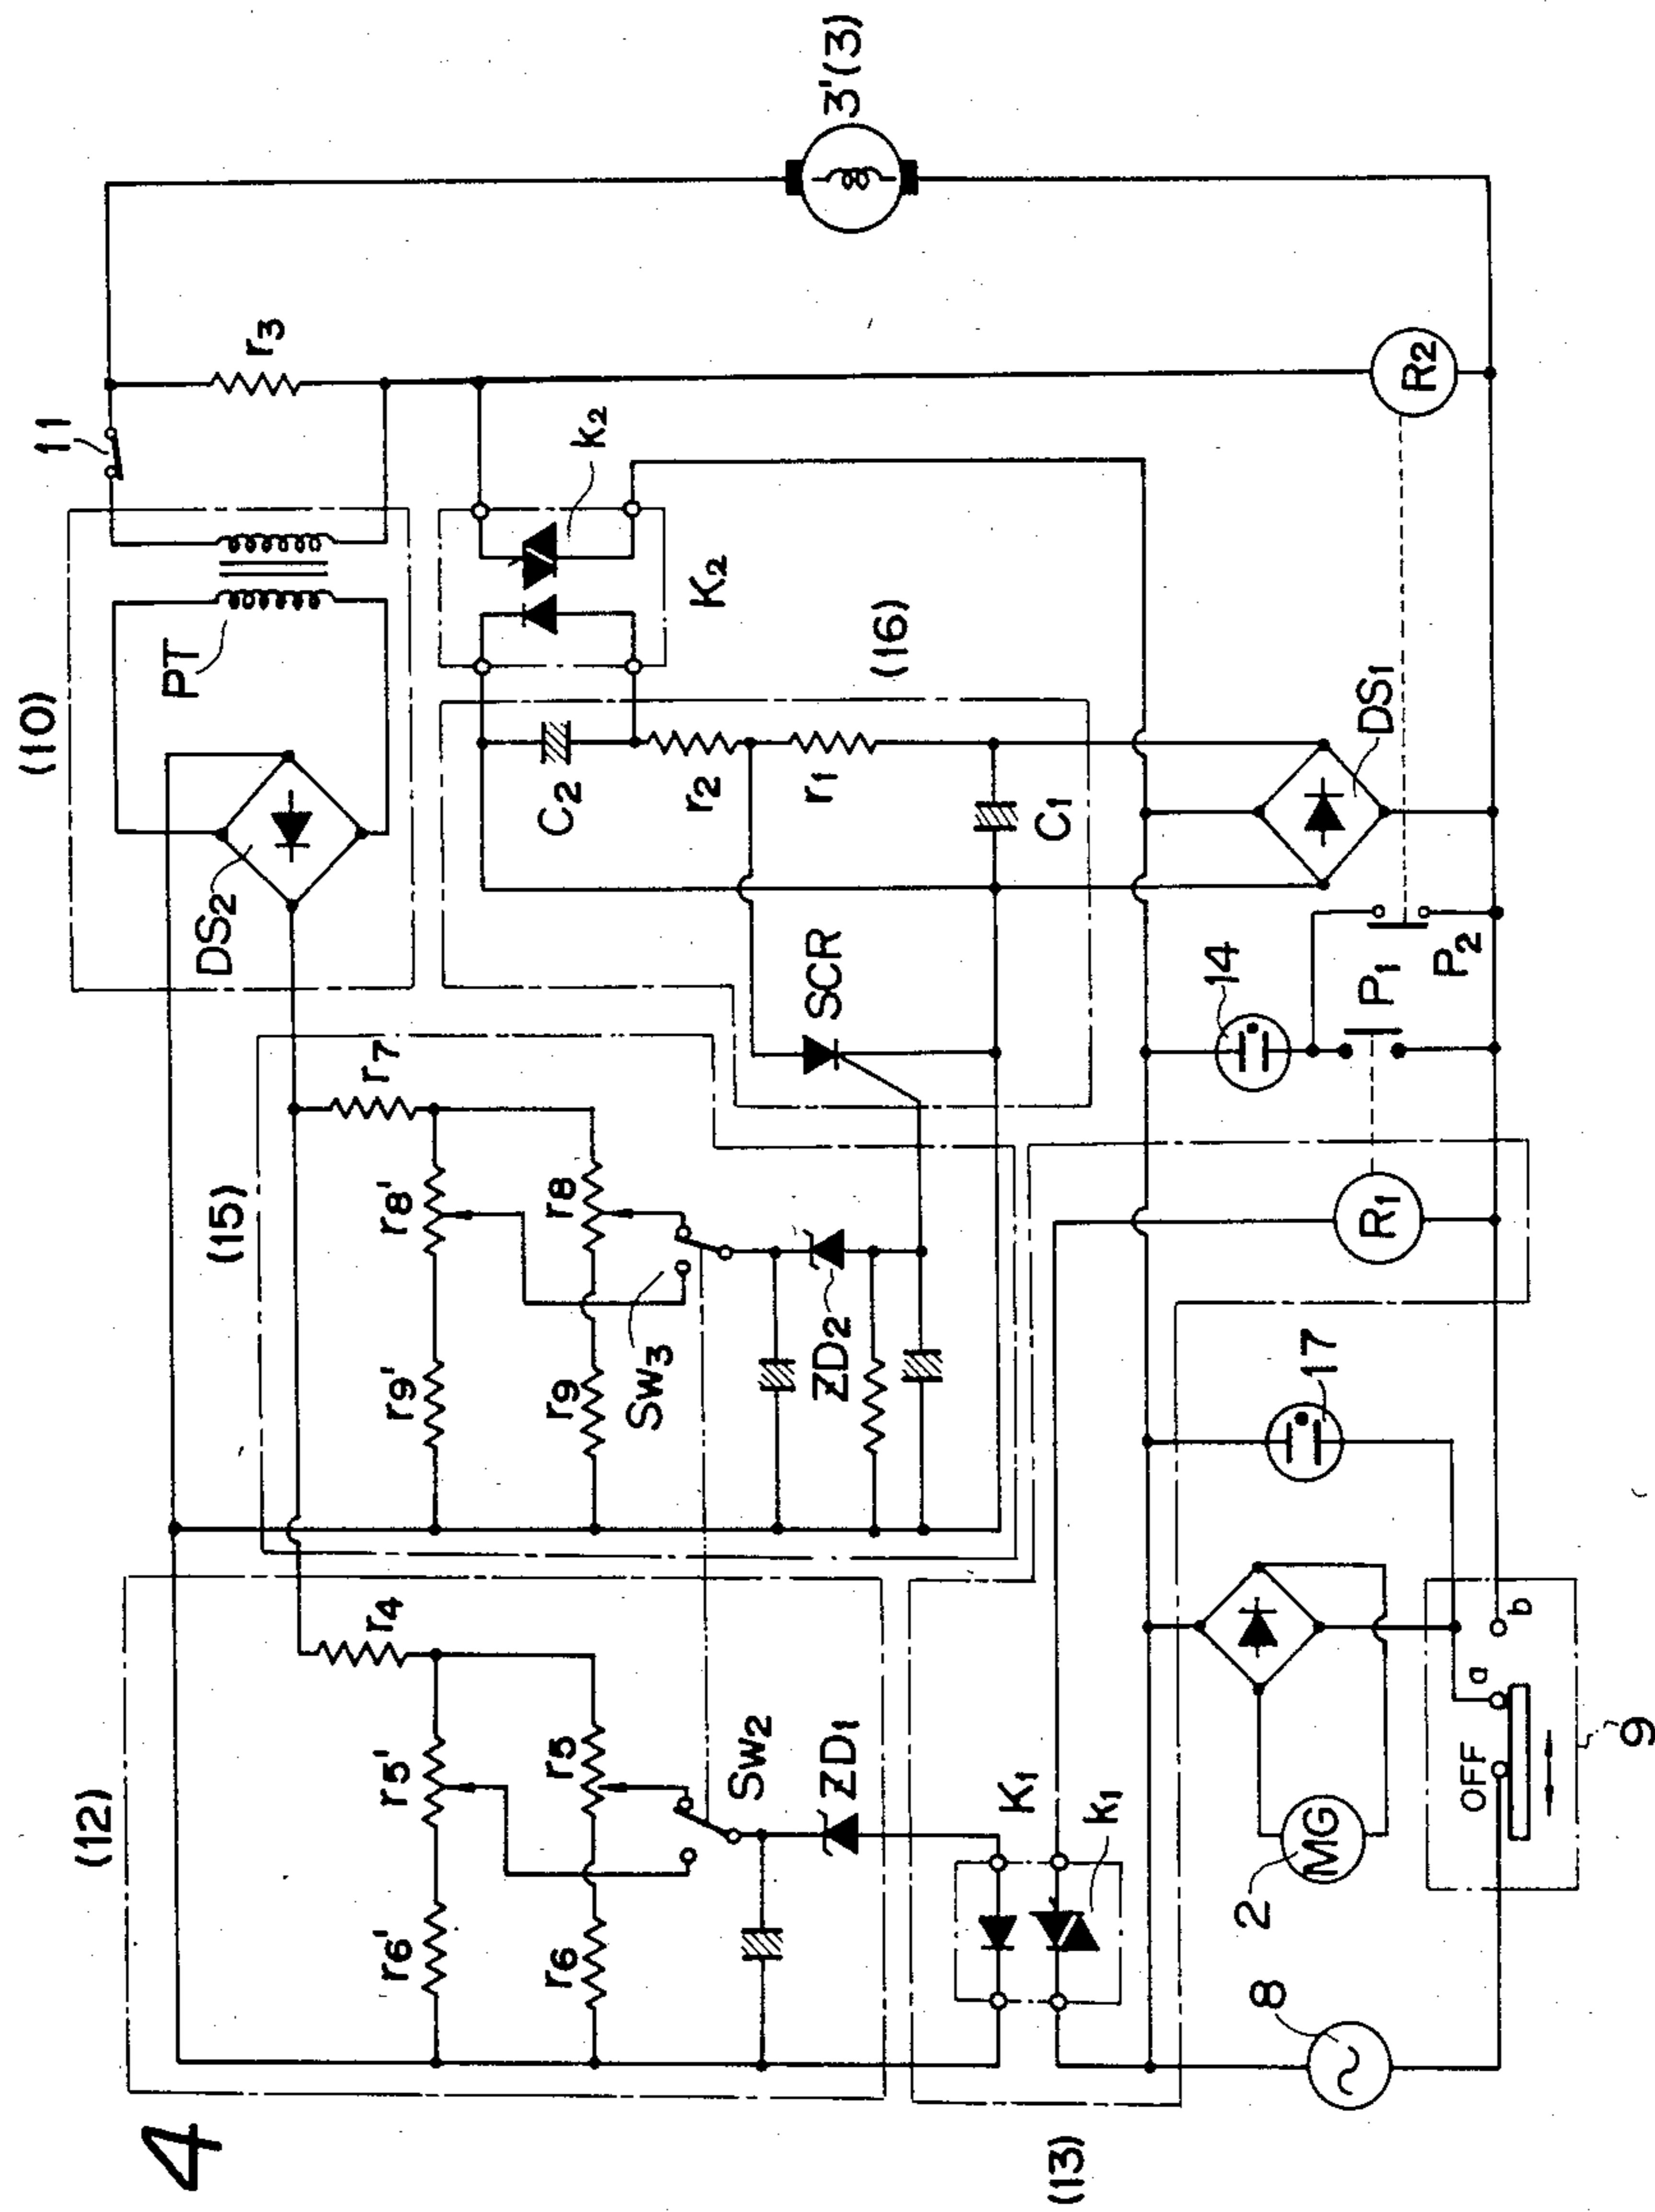 4
(10)
11
r3
3'(3)
PT
DS2
k2
K2
(16)
C2
r2
r1
C1
SCR
DS1
R2
(15)
r7
r8'
r8
r9'
r9
Sw3
ZD2
14
P1
P2
R1
(12)
r4
r5'
r5
r6'
r6
Sw2
ZD1
K1
k1
17
(13)
8
2
MG
OFF
a
b
9